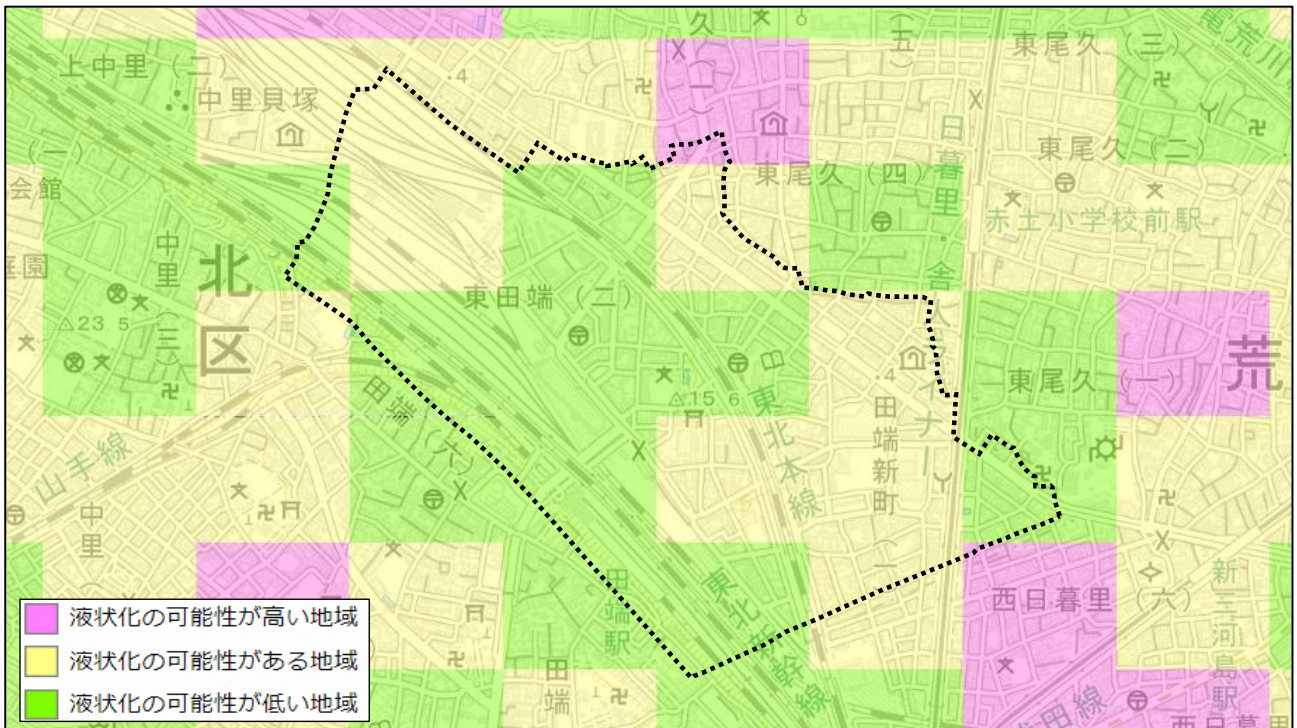 久
(二)
(五)
東尾久(三)
上中里(二)
中里貝塚
・4
東尾久(二)
(一)
会館
東尾久(四)
日暮里・舎人ライナー
赤土小学校前駅
庭園
中里(三)
北区
東田端(二)
△23.5
田端(六)
△15.6
東北本線
・4
田端新町(二)
東尾久(一)
荒
山手線
中里(
田端駅
東北新幹線
西日暮里(六)
新三河島駅
田端
西日暮里
液状化の可能性が高い地域
液状化の可能性がある地域
液状化の可能性が低い地域